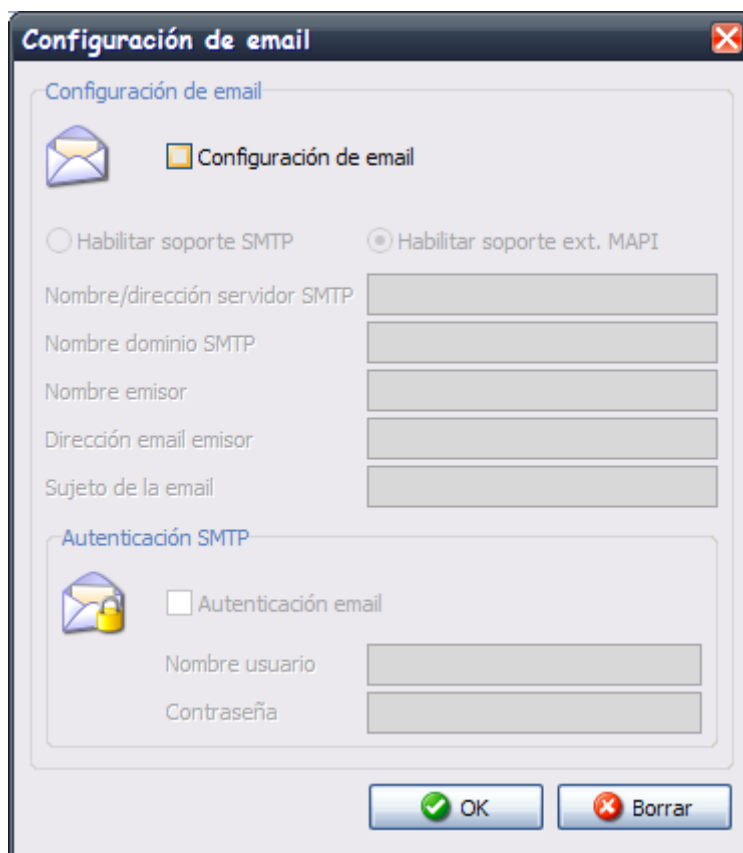 Configuración de email
Configuración de email
Configuración de email
Habilitar soporte SMTP Habilitar soporte ext. MAPI
Nombre/dirección servidor SMTP
Nombre dominio SMTP
Nombre emisor
Dirección email emisor
Sujeto de la email
Autenticación SMTP
Autenticación email
Nombre usuario
Contraseña
OK Borrar